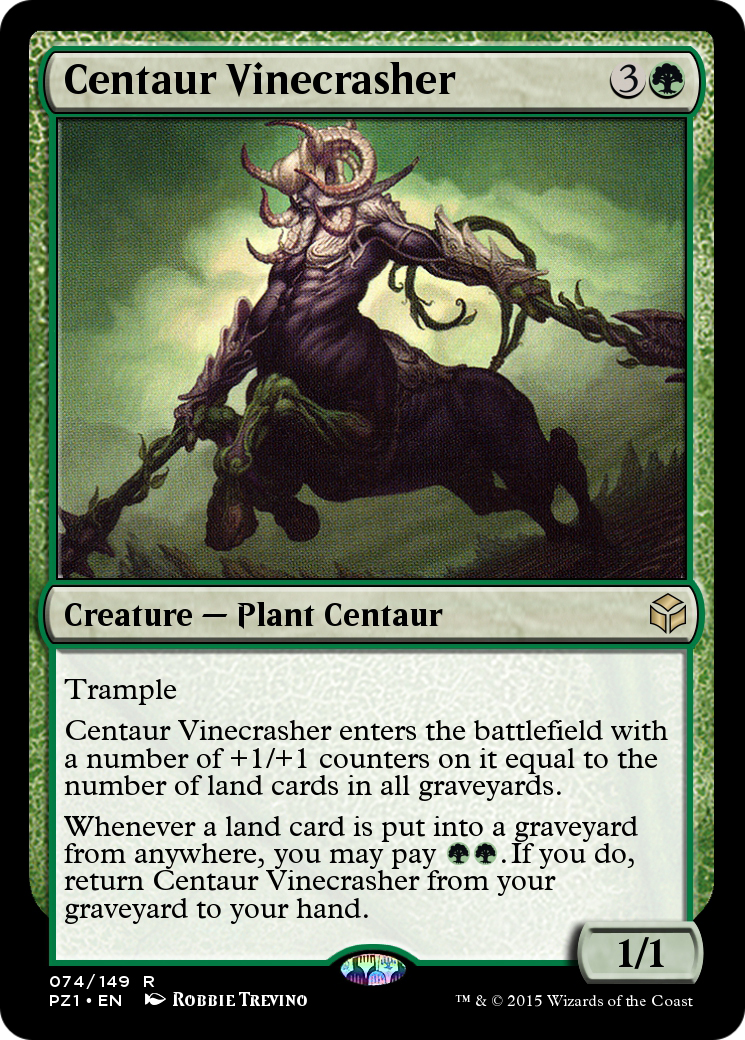 Centaur Vinecrasher 3
Creature — Plant Centaur
Trample
Centaur Vinecrasher enters the battlefield with
a number of +1/+1 counters on it equal to the
number of land cards in all graveyards.
Whenever a land card is put into a graveyard
from anywhere, you may pay . If you do,
return Centaur Vinecrasher from your
graveyard to your hand.
1/1
074/149 R
PZ1 • EN Robbie Trevino
™ & © 2015 Wizards of the Coast